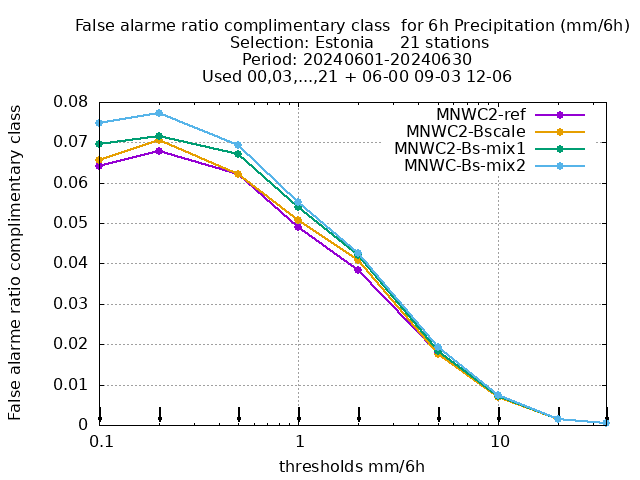 False alarme ratio complimentary class  for 6h Precipitation (mm/6h)
Selection: Estonia     21 stations
Period: 20240601-20240630
Used 00,03,...,21 + 06-00 09-03 12-06
False alarme ratio complimentary class
0.08
0.07
0.06
0.05
0.04
0.03
0.02
0.01
0
MNWC2-ref
MNWC2-Bscale
MNWC2-Bs-mix1
MNWC-Bs-mix2
0.1 1 10
thresholds mm/6h